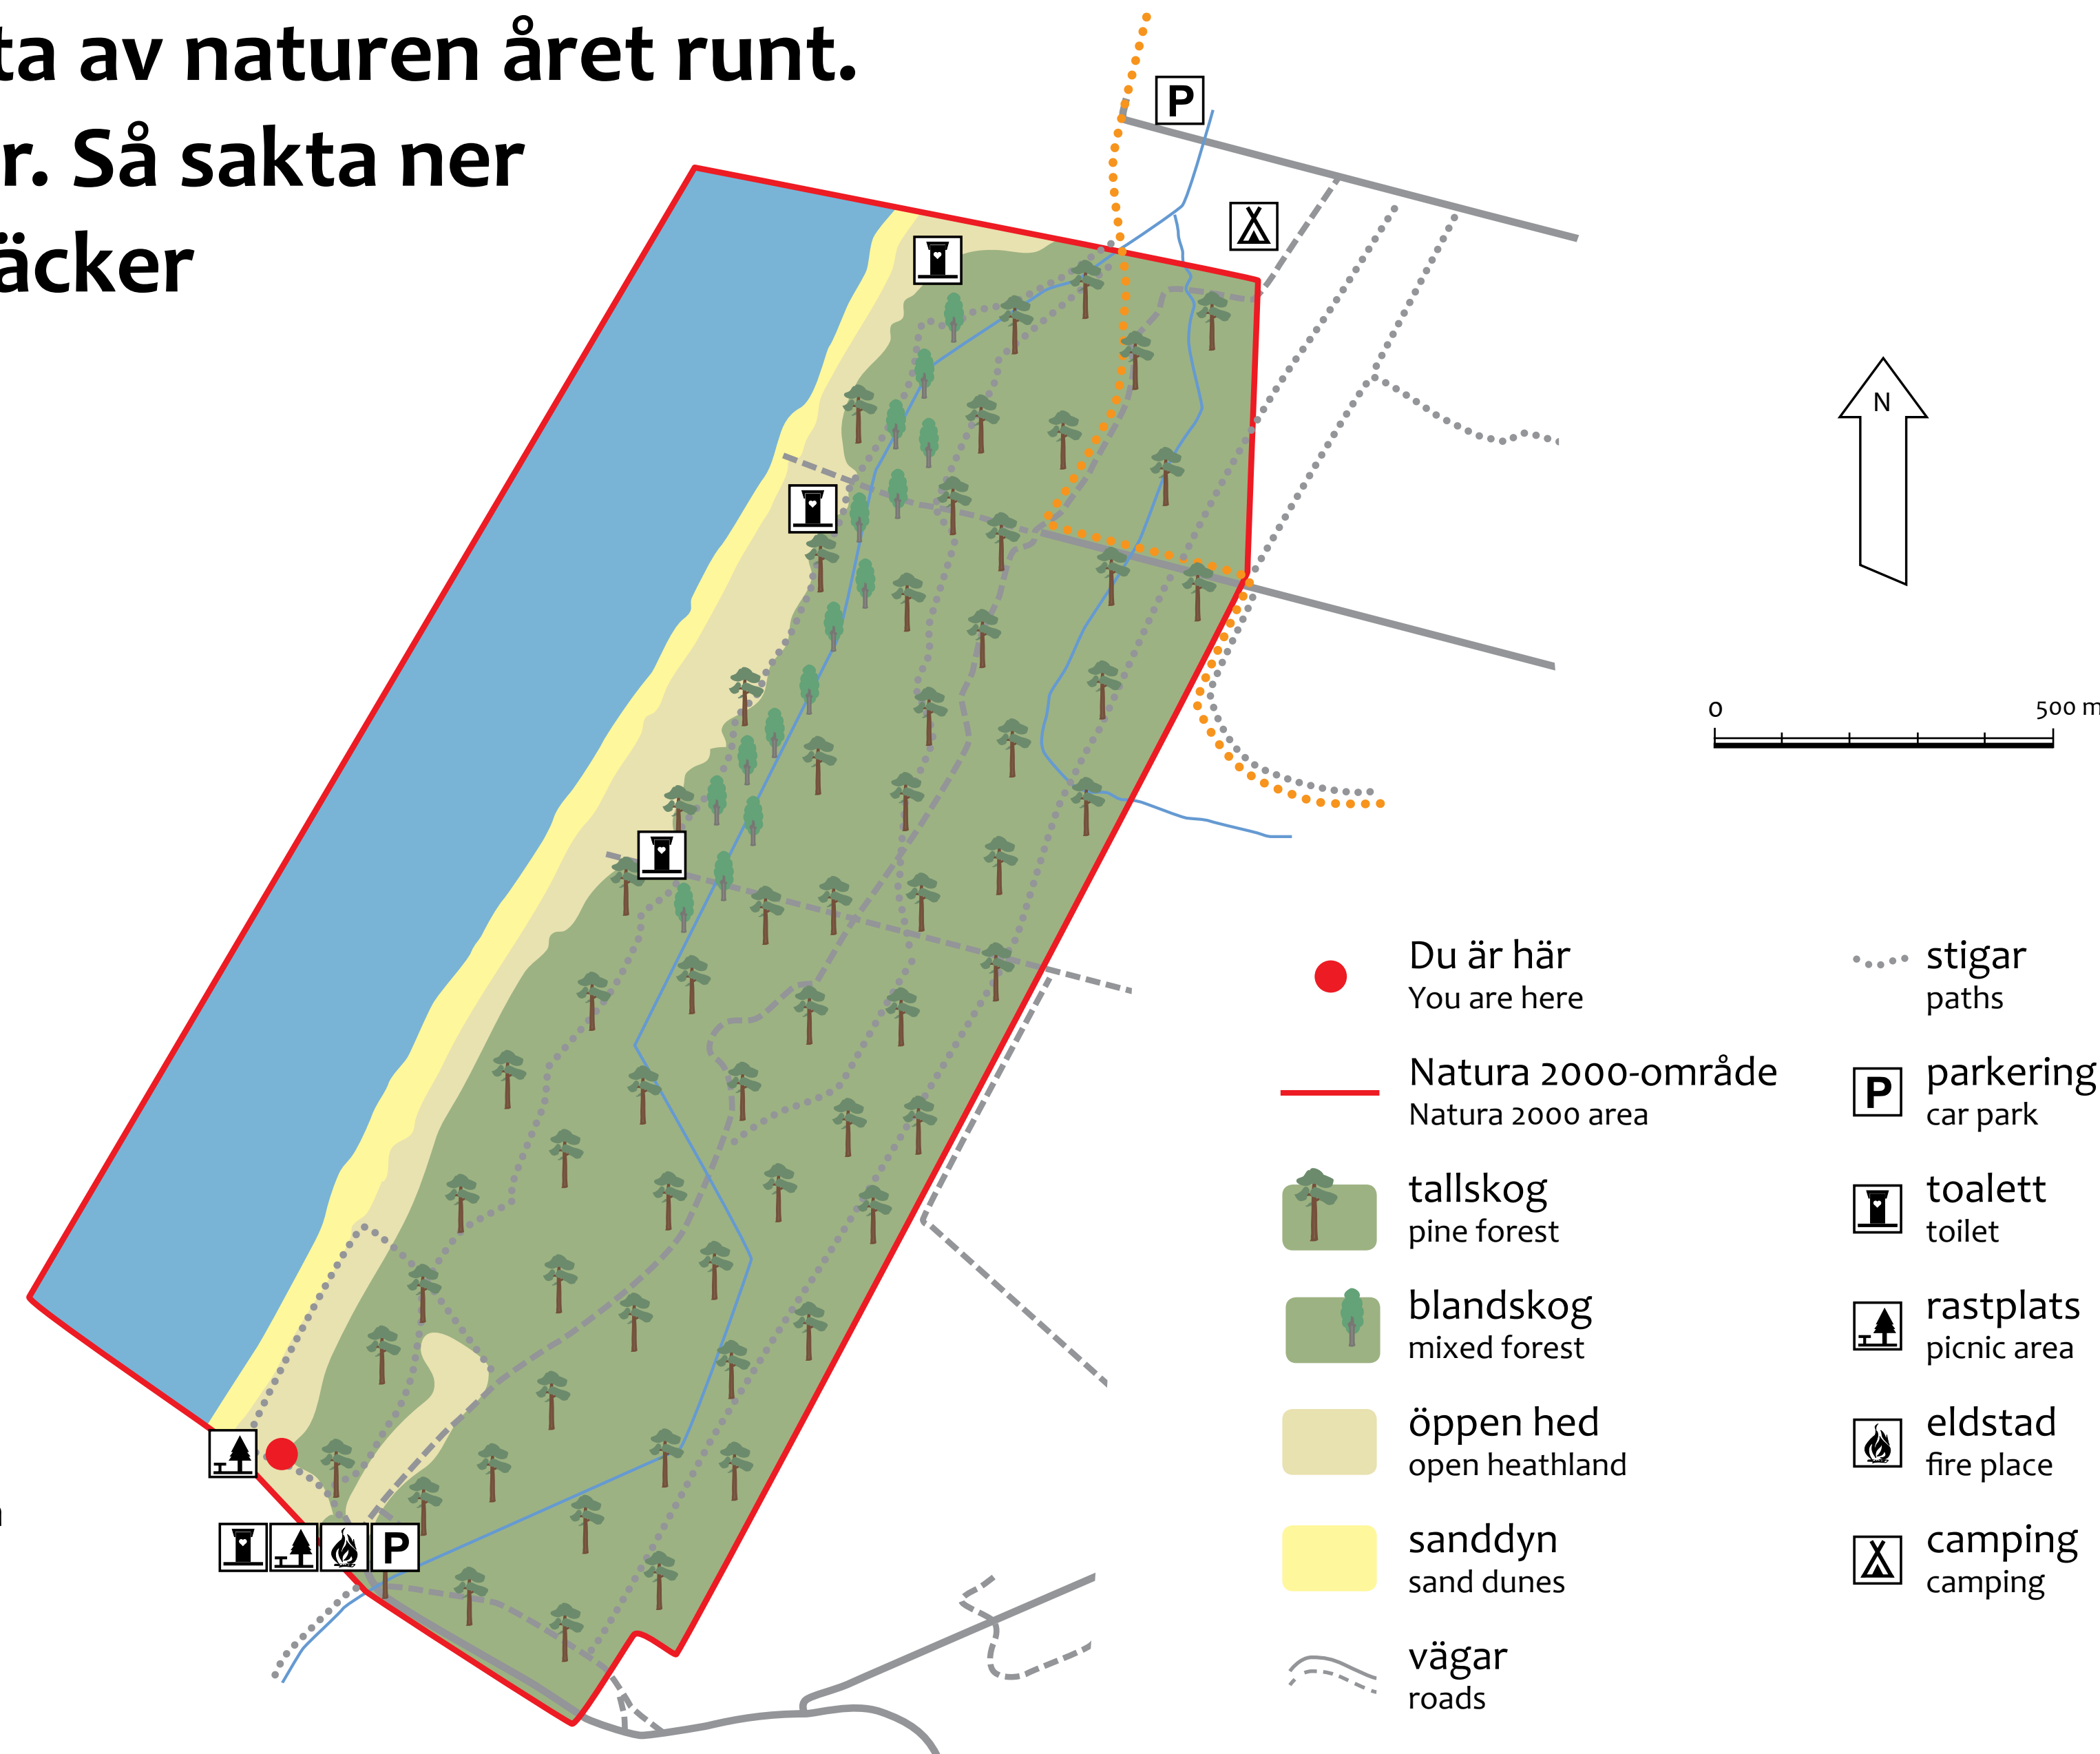 ta av naturen året runt.
r. Så sakta ner
äcker
P
N
0 500 m
Du är här
You are here
Natura 2000-område
Natura 2000 area
tallskog
pine forest
blandskog
mixed forest
öppen hed
open heathland
sanddyn
sand dunes
vägar
roads
stigar
paths
P
parkering
car park
toalett
toilet
rastplats
picnic area
eldstad
fire place
camping
camping
P